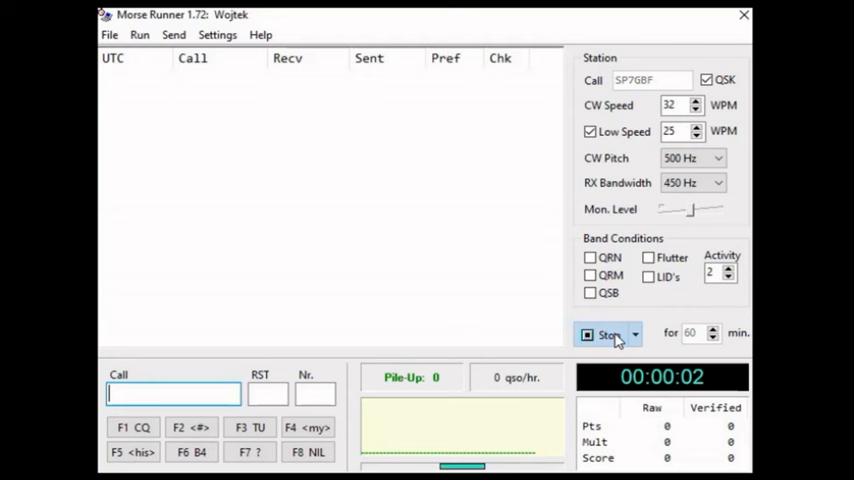 Morse Runner 1.72: Wojtek
File Run Send Settings Help
UTC Call Recv Sent Pref Chk
Station
Call SP7GBF QSK
CW Speed 32 WPM
Low Speed 25 WPM
CW Pitch 500 Hz
RX Bandwidth 450 Hz
Mon. Level
Band Conditions
QRN Flutter Activity
QRM LID's 2
QSB
Stop for 60 min.
Call RST Nr.
Pile-Up: 0 0 qso/hr. 00:00:02
F1 CQ F2 <#> F3 TU F4 <my>
F5 <his> F6 B4 F7 ? F8 NIL
Raw Verified
Pts 0 0
Mult 0 0
Score 0 0